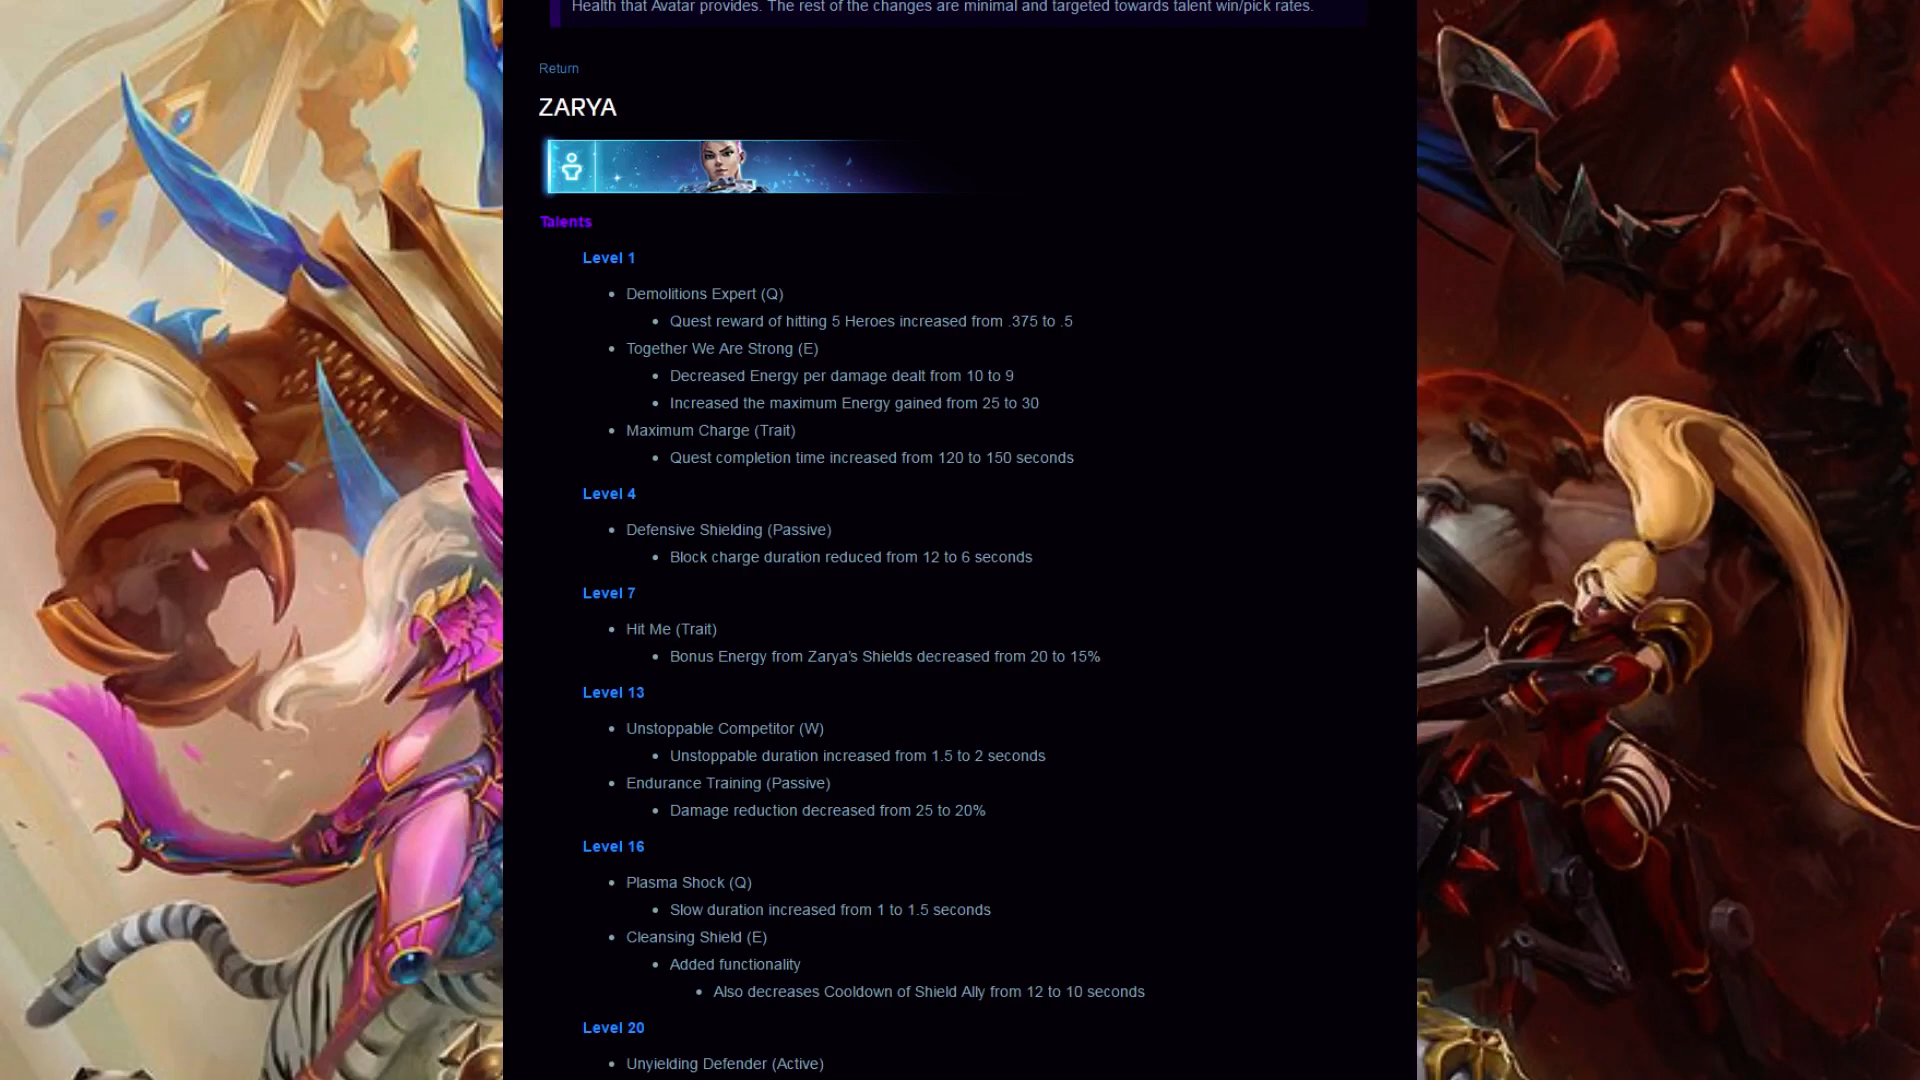 Health that Avatar provides. The rest of the changes are minimal and targeted towards talent win/pick rates.
Return
ZARYA
Talents
Level 1
Demolitions Expert (Q)
Quest reward of hitting 5 Heroes increased from .375 to .5
Together We Are Strong (E)
Decreased Energy per damage dealt from 10 to 9
Increased the maximum Energy gained from 25 to 30
Maximum Charge (Trait)
Quest completion time increased from 120 to 150 seconds
Level 4
Defensive Shielding (Passive)
Block charge duration reduced from 12 to 6 seconds
Level 7
Hit Me (Trait)
Bonus Energy from Zarya's Shields decreased from 20 to 15%
Level 13
Unstoppable Competitor (W)
Unstoppable duration increased from 1.5 to 2 seconds
Endurance Training (Passive)
Damage reduction decreased from 25 to 20%
Level 16
Plasma Shock (Q)
Slow duration increased from 1 to 1.5 seconds
Cleansing Shield (E)
Added functionality
Also decreases Cooldown of Shield Ally from 12 to 10 seconds
Level 20
Unyielding Defender (Active)